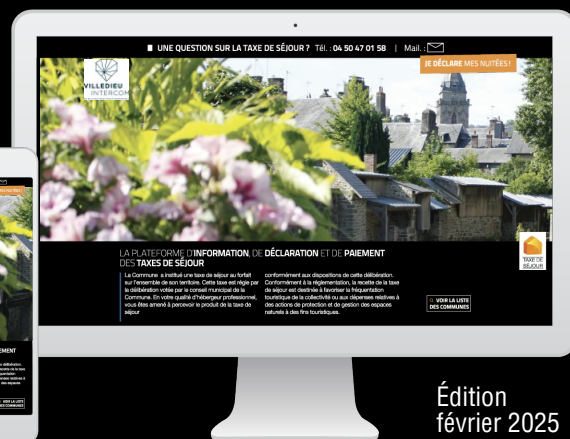 UNE QUESTION SUR LA TAXE DE SÉJOUR ? Tél. : 04 50 47 01 58 | Mail. :
JE DÉCLARE MES NUITÉES !
VILLEDIEU
INTERCOM
LA PLATEFORME D'INFORMATION, DE DÉCLARATION ET DE PAIEMENT
DES TAXES DE SÉJOUR
La Commune a institué une taxe de séjour au forfait
sur l'ensemble de son territoire. Cette taxe est régie par
la délibération votée par le conseil municipal de la
Commune. En votre qualité d'hébergeur professionnel,
vous êtes amené à percevoir le produit de la taxe de
séjour
conformément aux dispositions de cette délibération.
Conformément à la réglementation, la recette de la taxe
de séjour est destinée à favoriser la fréquentation
touristique de la collectivité ou aux dépenses relatives à
des actions de protection et de gestion des espaces
naturels à des fins touristiques.
TAXE DE
SÉJOUR
VOIR LA LISTE
DES COMMUNES
EMENT
VOIR LA LISTE
DES COMMUNES
Édition
février 2025